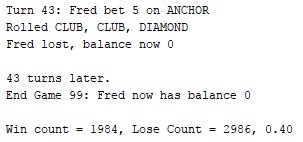 Turn 43: Fred bet 5 on ANCHOR
Rolled CLUB, CLUB, DIAMOND
Fred lost, balance now 0
43 turns later.
End Game 99: Fred now has balance 0
Win count = 1984, Lose Count = 2986, 0.40